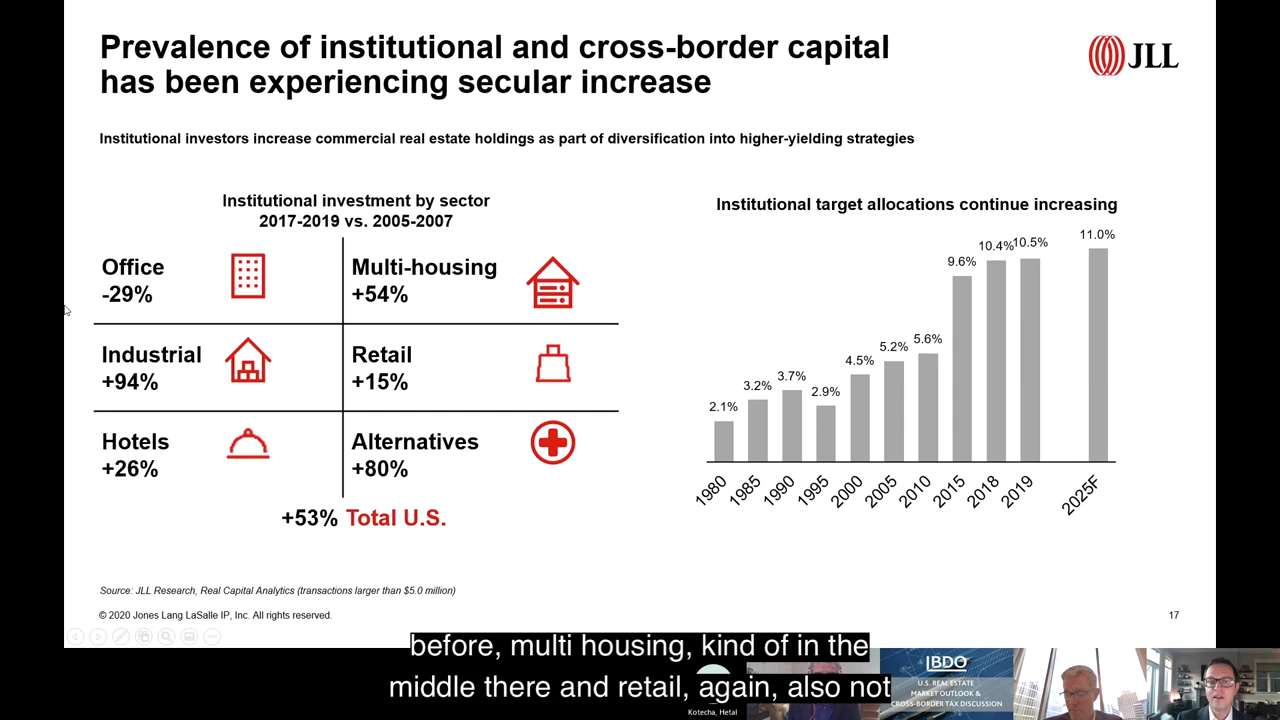 Prevalence of institutional and cross-border capital
has been experiencing secular increase
JLL
Institutional investors increase commercial real estate holdings as part of diversification into higher-yielding strategies
Institutional investment by sector
2017-2019 vs. 2005-2007
Office
-29%
Multi-housing
+54%
Industrial
+94%
Retail
+15%
Hotels
+26%
Alternatives
+80%
+53% Total U.S.
Institutional target allocations continue increasing
2.1%
3.2%
3.7%
2.9%
4.5%
5.2%
5.6%
9.6%
10.4%
10.5%
11.0%
1980
1985
1990
1995
2000
2005
2010
2015
2018
2019
2025F
Source: JLL Research, Real Capital Analytics (transactions larger than $5.0 million)
© 2020 Jones Lang LaSalle IP, Inc. All rights reserved.
17
before, multi housing, kind of in the
middle there and retail, again, also not
Kotecha, Hetal
BDO
U.S. REAL ESTATE
MARKET OUTLOOK &
CROSS-BORDER TAX DISCUSSION